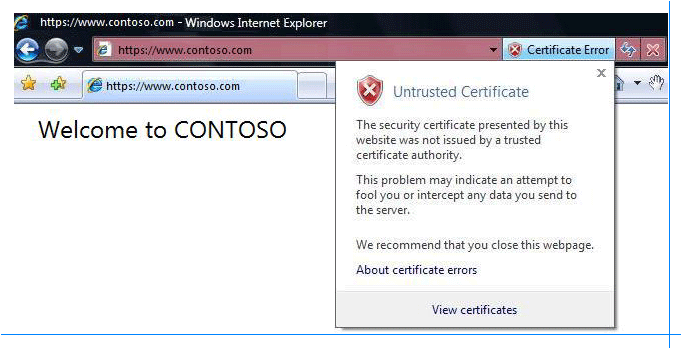 https://www.contoso.com - Windows Internet Explorer
https://www.contoso.com
Certificate Error
https://www.contoso.com
Welcome to CONTOSO
Untrusted Certificate
The security certificate presented by this
website was not issued by a trusted
certificate authority.
This problem may indicate an attempt to
fool you or intercept any data you send to
the server.
We recommend that you close this webpage.
About certificate errors
View certificates